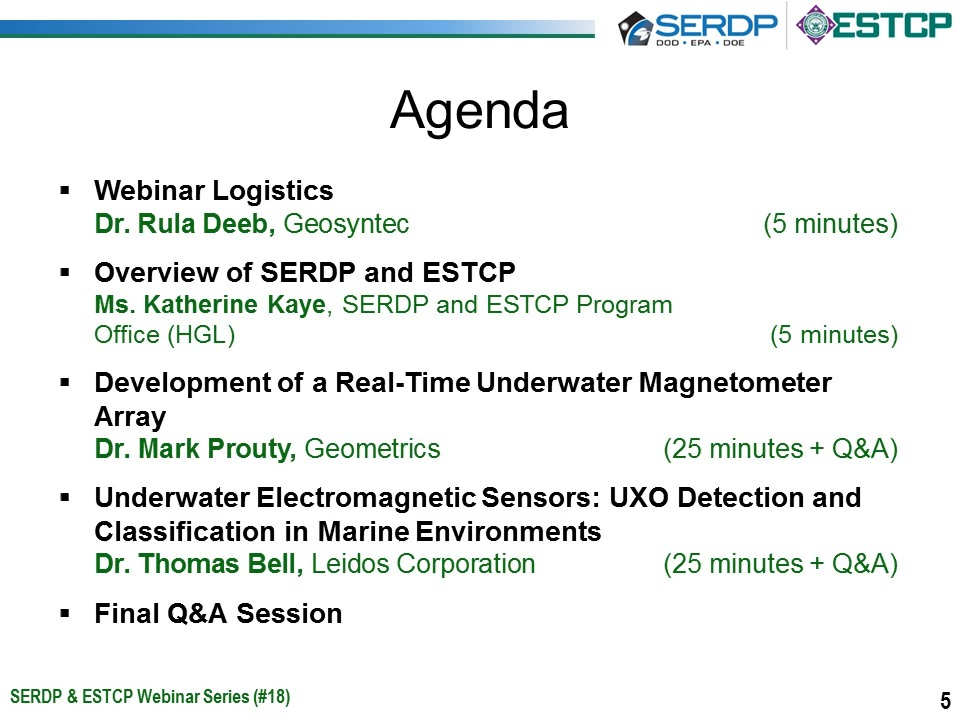 SERDP
DOD • EPA • DOE
ESTCP
Agenda
▪ Webinar Logistics
Dr. Rula Deeb, Geosyntec (5 minutes)
▪ Overview of SERDP and ESTCP
Ms. Katherine Kaye, SERDP and ESTCP Program
Office (HGL) (5 minutes)
▪ Development of a Real-Time Underwater Magnetometer
Array
Dr. Mark Prouty, Geometrics (25 minutes + Q&A)
▪ Underwater Electromagnetic Sensors: UXO Detection and
Classification in Marine Environments
Dr. Thomas Bell, Leidos Corporation (25 minutes + Q&A)
▪ Final Q&A Session
SERDP & ESTCP Webinar Series (#18)
5